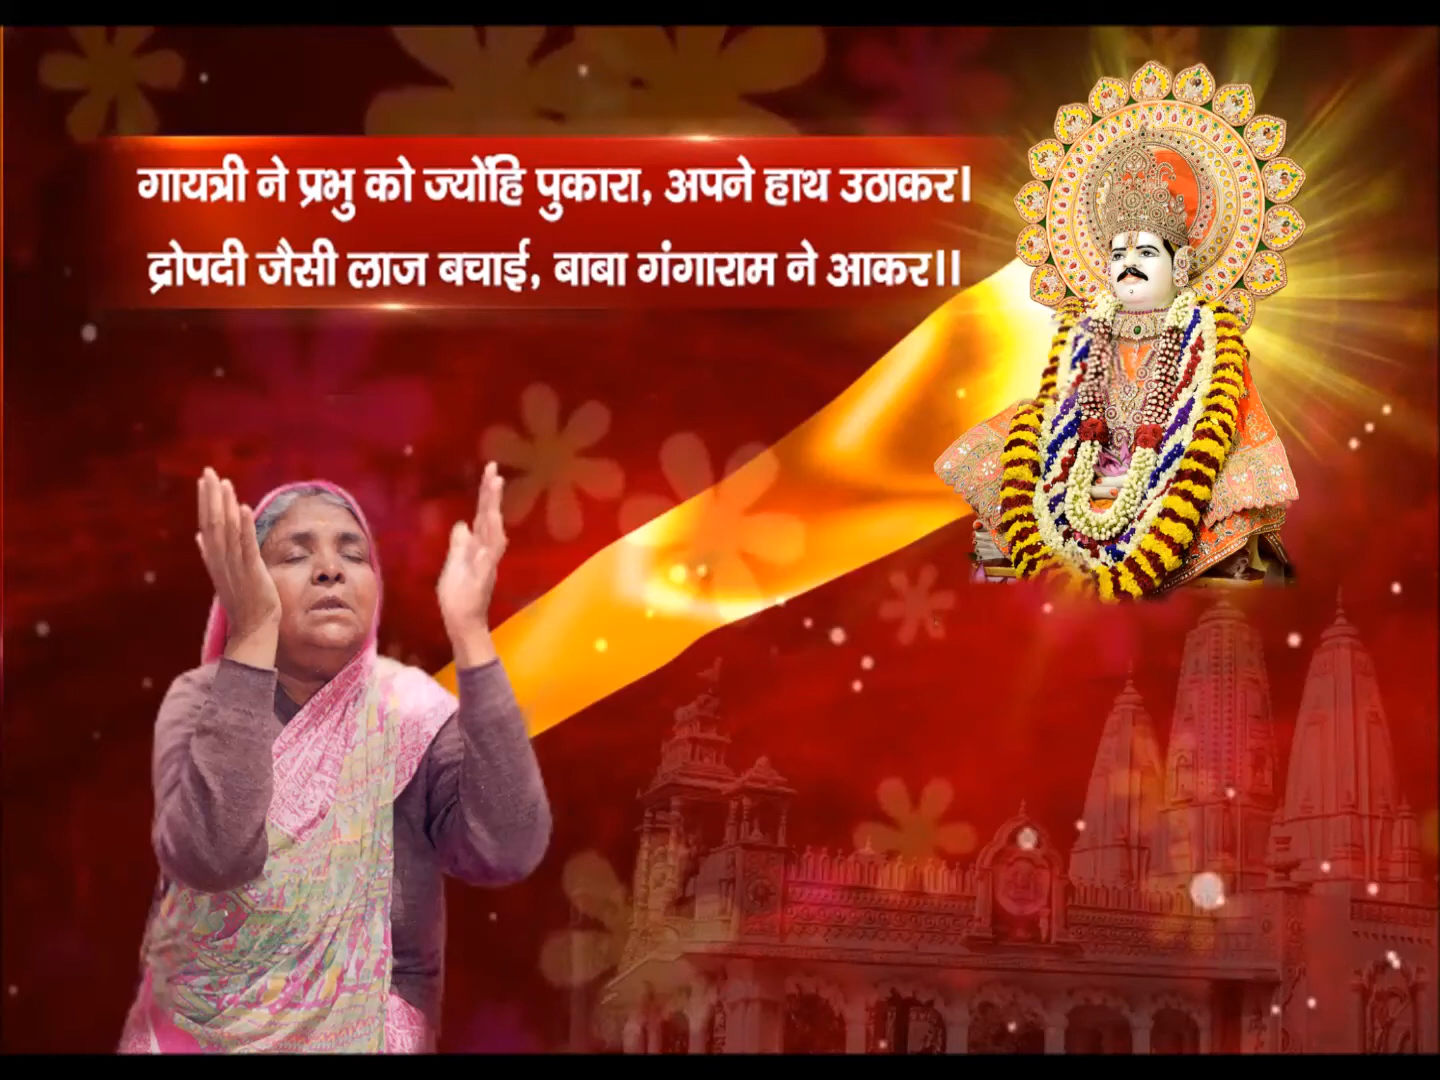 गायत्री ने प्रभु को ज्योंहि पुकारा, अपने हाथ उठाकर।
द्रोपदी जैसी लाज बचाई, बाबा गंगाराम ने आकर।।